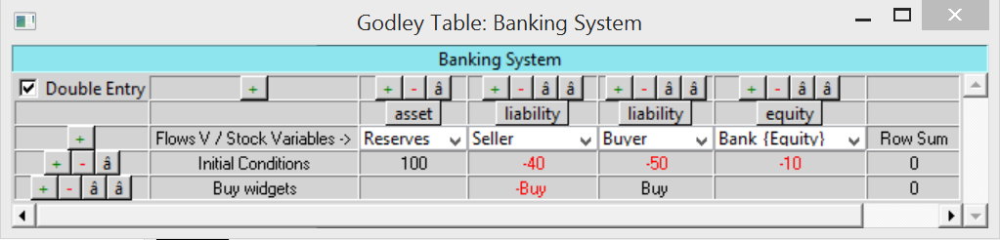 Godley Table: Banking System
Banking System
Double Entry + + - â + - â â + - â â + - â â
asset liability liability equity
+ Flows V / Stock Variables -> Reserves Seller Buyer Bank {Equity} Row Sum
+ - â Initial Conditions 100 -40 -50 -10 0
+ - â â Buy widgets -Buy Buy 0